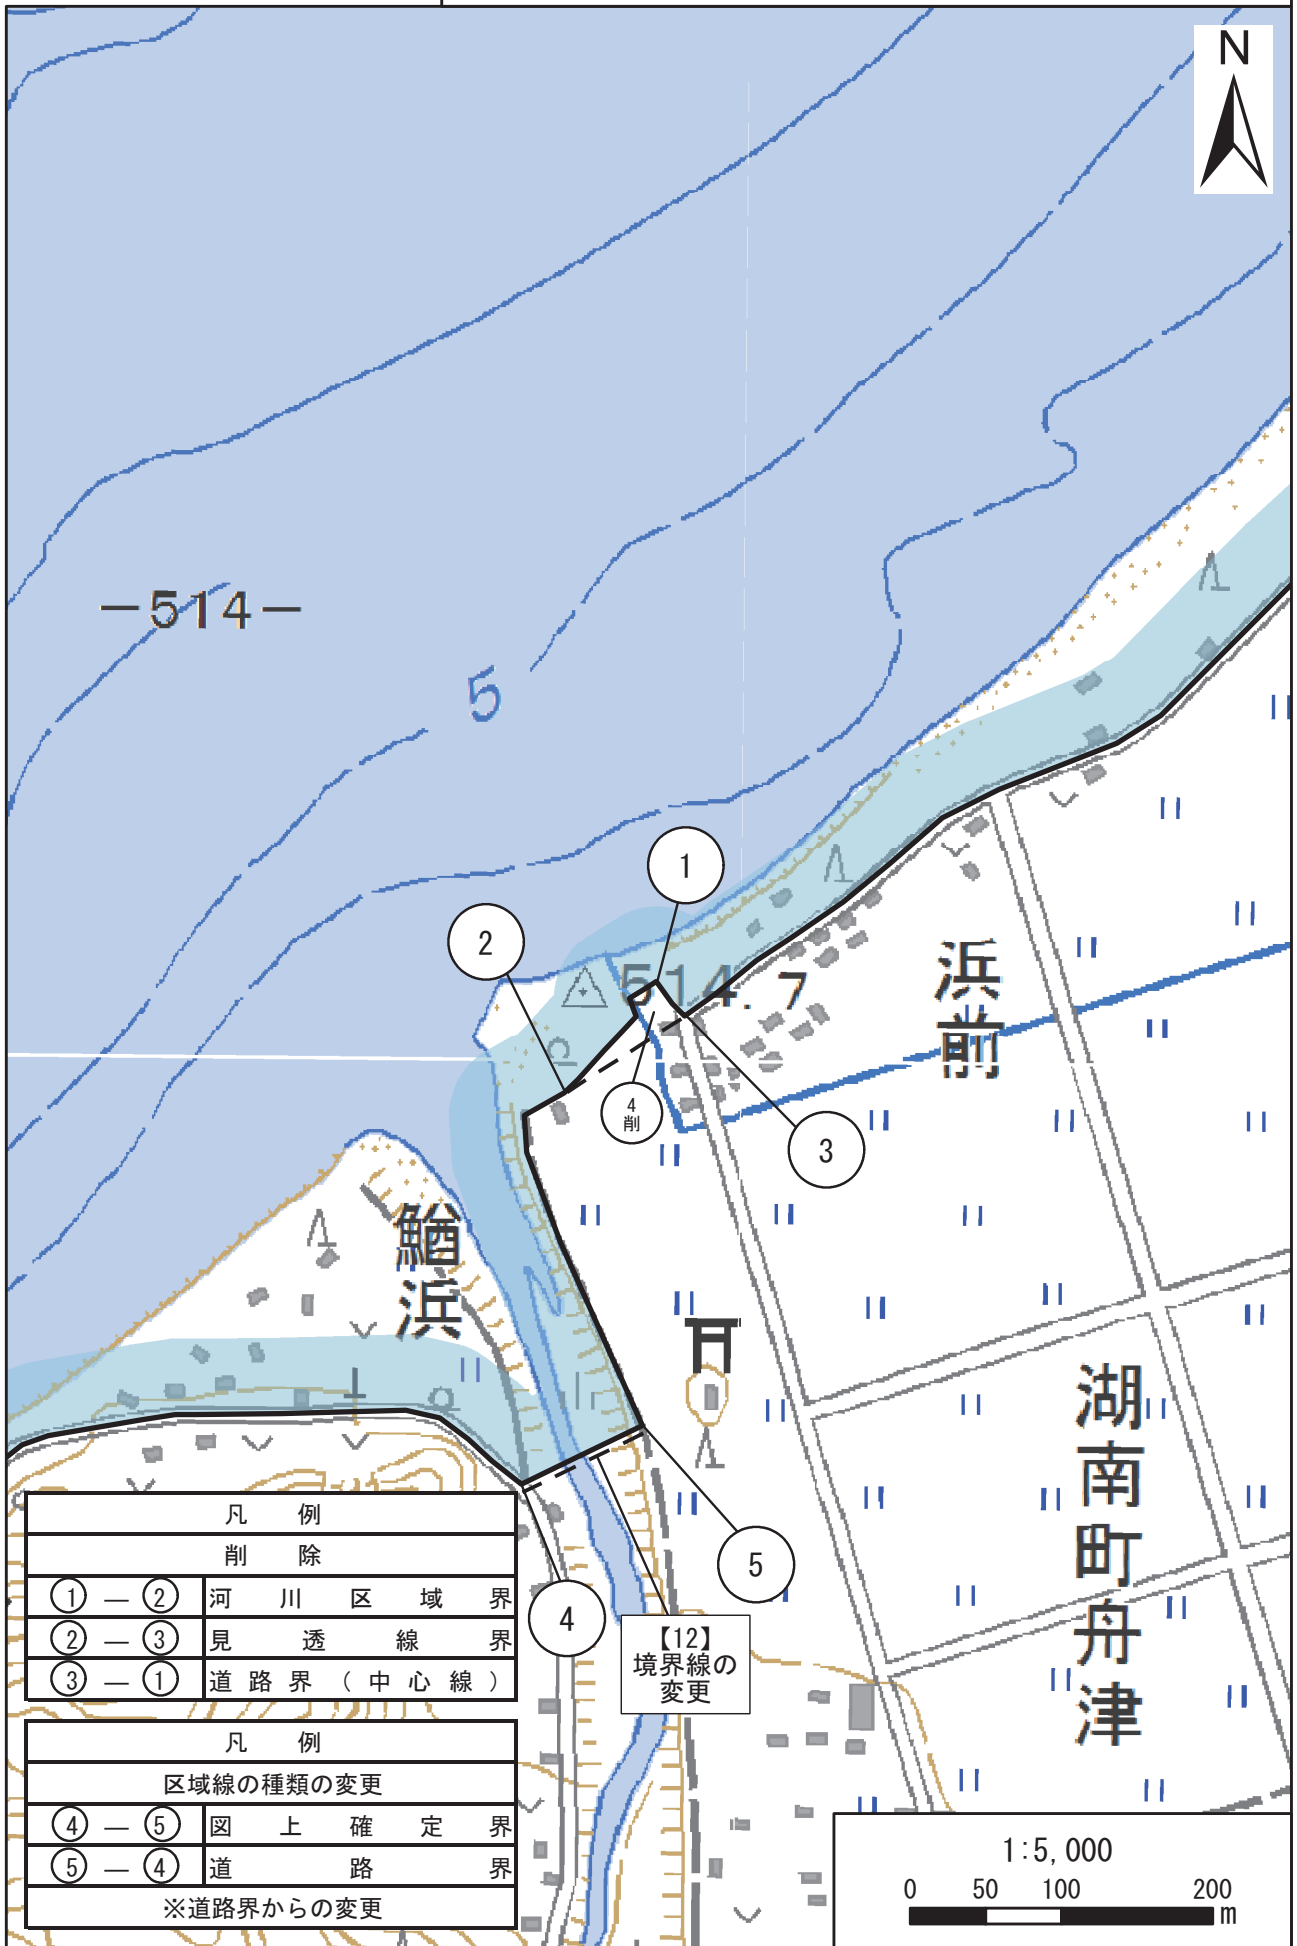 N
−514−
5
1
2
514.7
浜前
4
削
3
鰌浜
湖南町舟津
5
4
【12】
境界線の
変更
凡例
削除
① — ② 河川区域界
② — ③ 見透線界
③ — ① 道路界（中心線）
凡例
区域線の種類の変更
④ — ⑤ 図上確定界
⑤ — ④ 道路界
※道路界からの変更
1:5,000
0 50 100 200
m